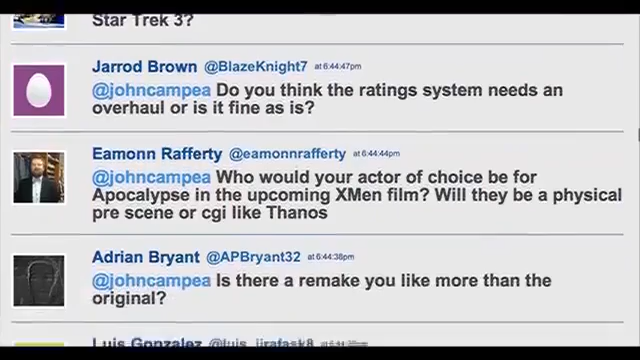 Star Trek 3?
Jarrod Brown @BlazeKnight7 at 6:44:47pm
@johncampea Do you think the ratings system needs an
overhaul or is it fine as is?
Eamonn Rafferty @eamonnrafferty at 6:44:44pm
@johncampea Who would your actor of choice be for
Apocalypse in the upcoming XMen film? Will they be a physical
pre scene or cgi like Thanos
Adrian Bryant @APBryant32 at 6:44:38pm
@johncampea Is there a remake you like more than the
original?
Luis Gonzalez